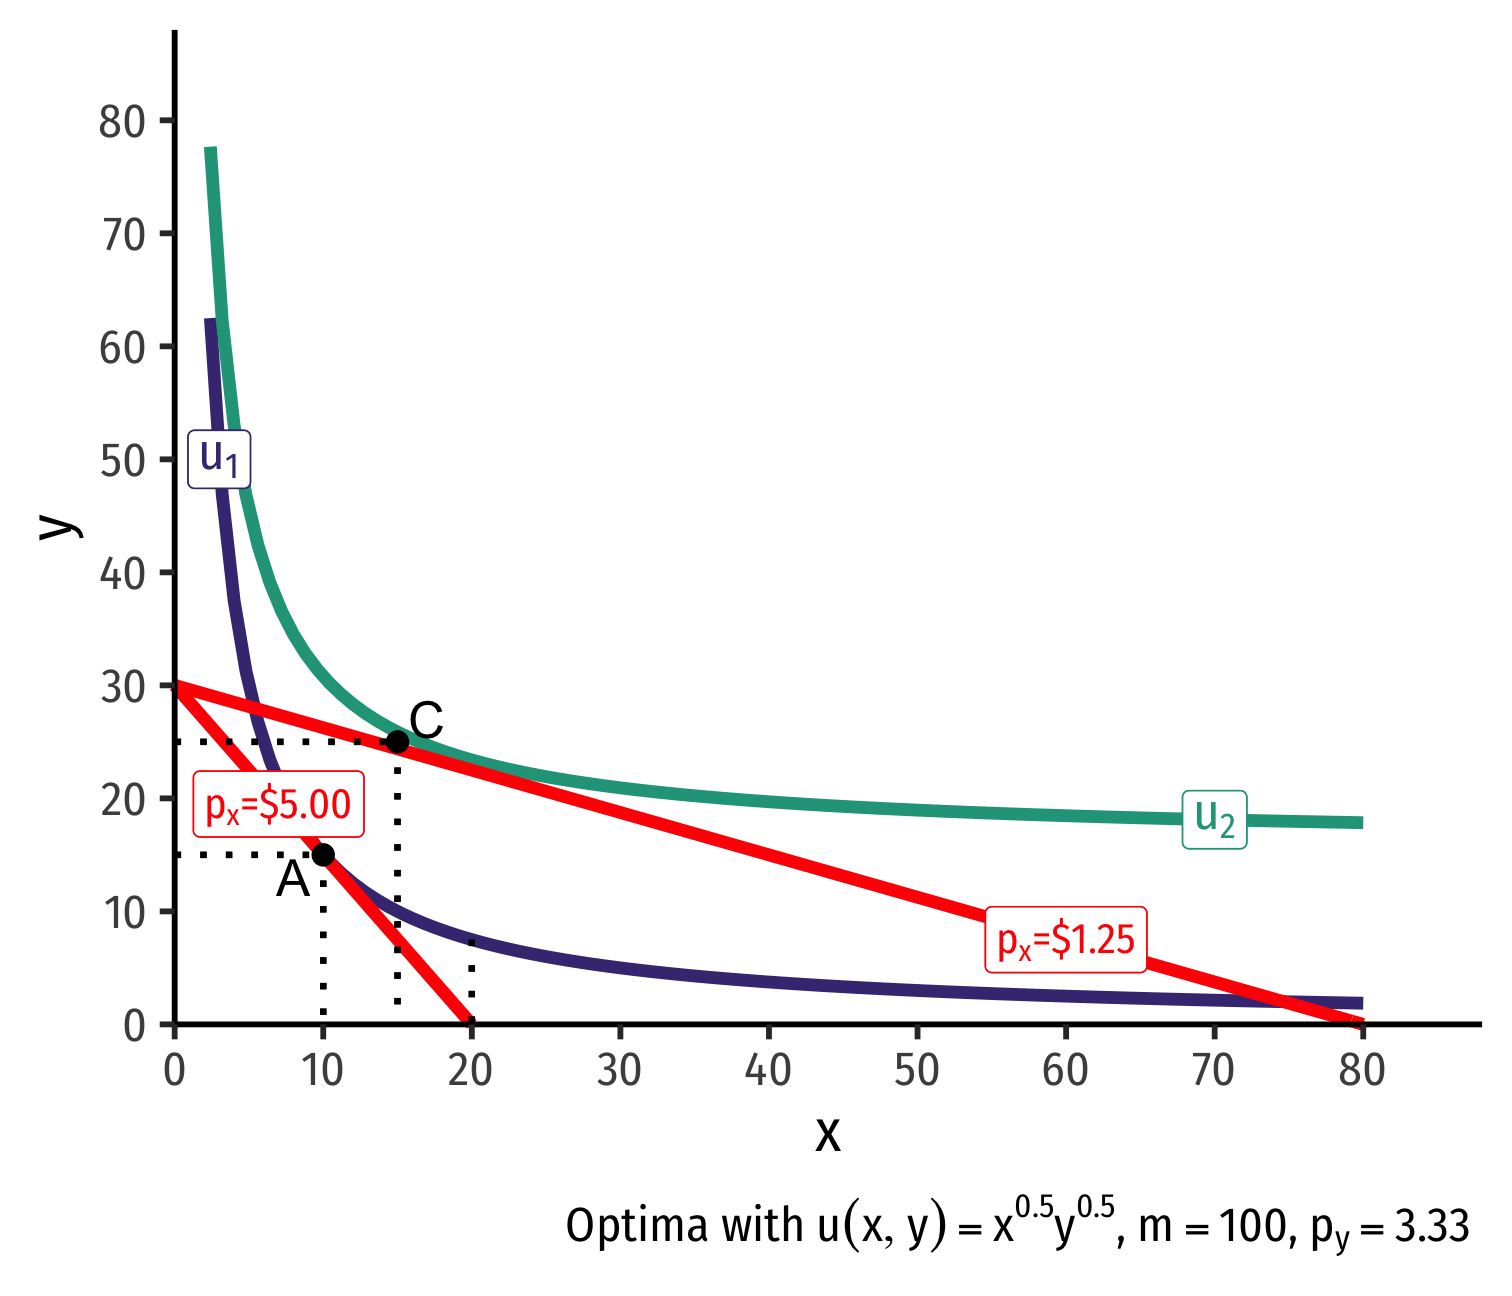 80
70
60
50
40
30
20
10
0
y
u₁
C
pₓ=$5.00
A
u₂
pₓ=$1.25
0 10 20 30 40 50 60 70 80
x
Optima with u(x, y) = x⁰·⁵y⁰·⁵, m = 100, p_y = 3.33